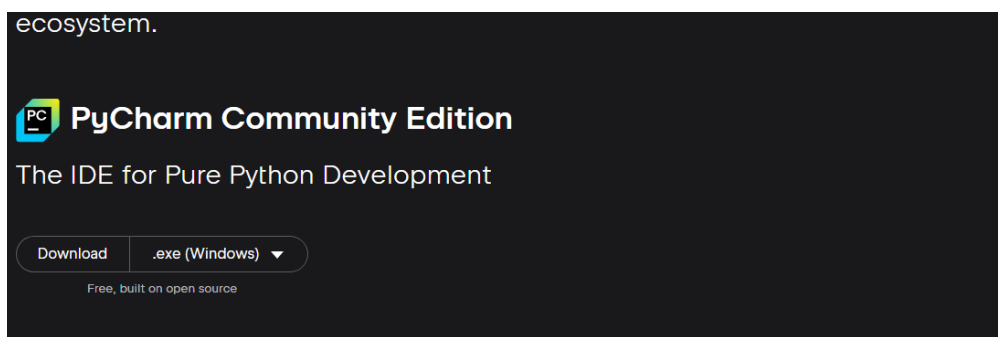 ecosystem.
PC
PyCharm Community Edition
The IDE for Pure Python Development
Download .exe (Windows)
Free, built on open source